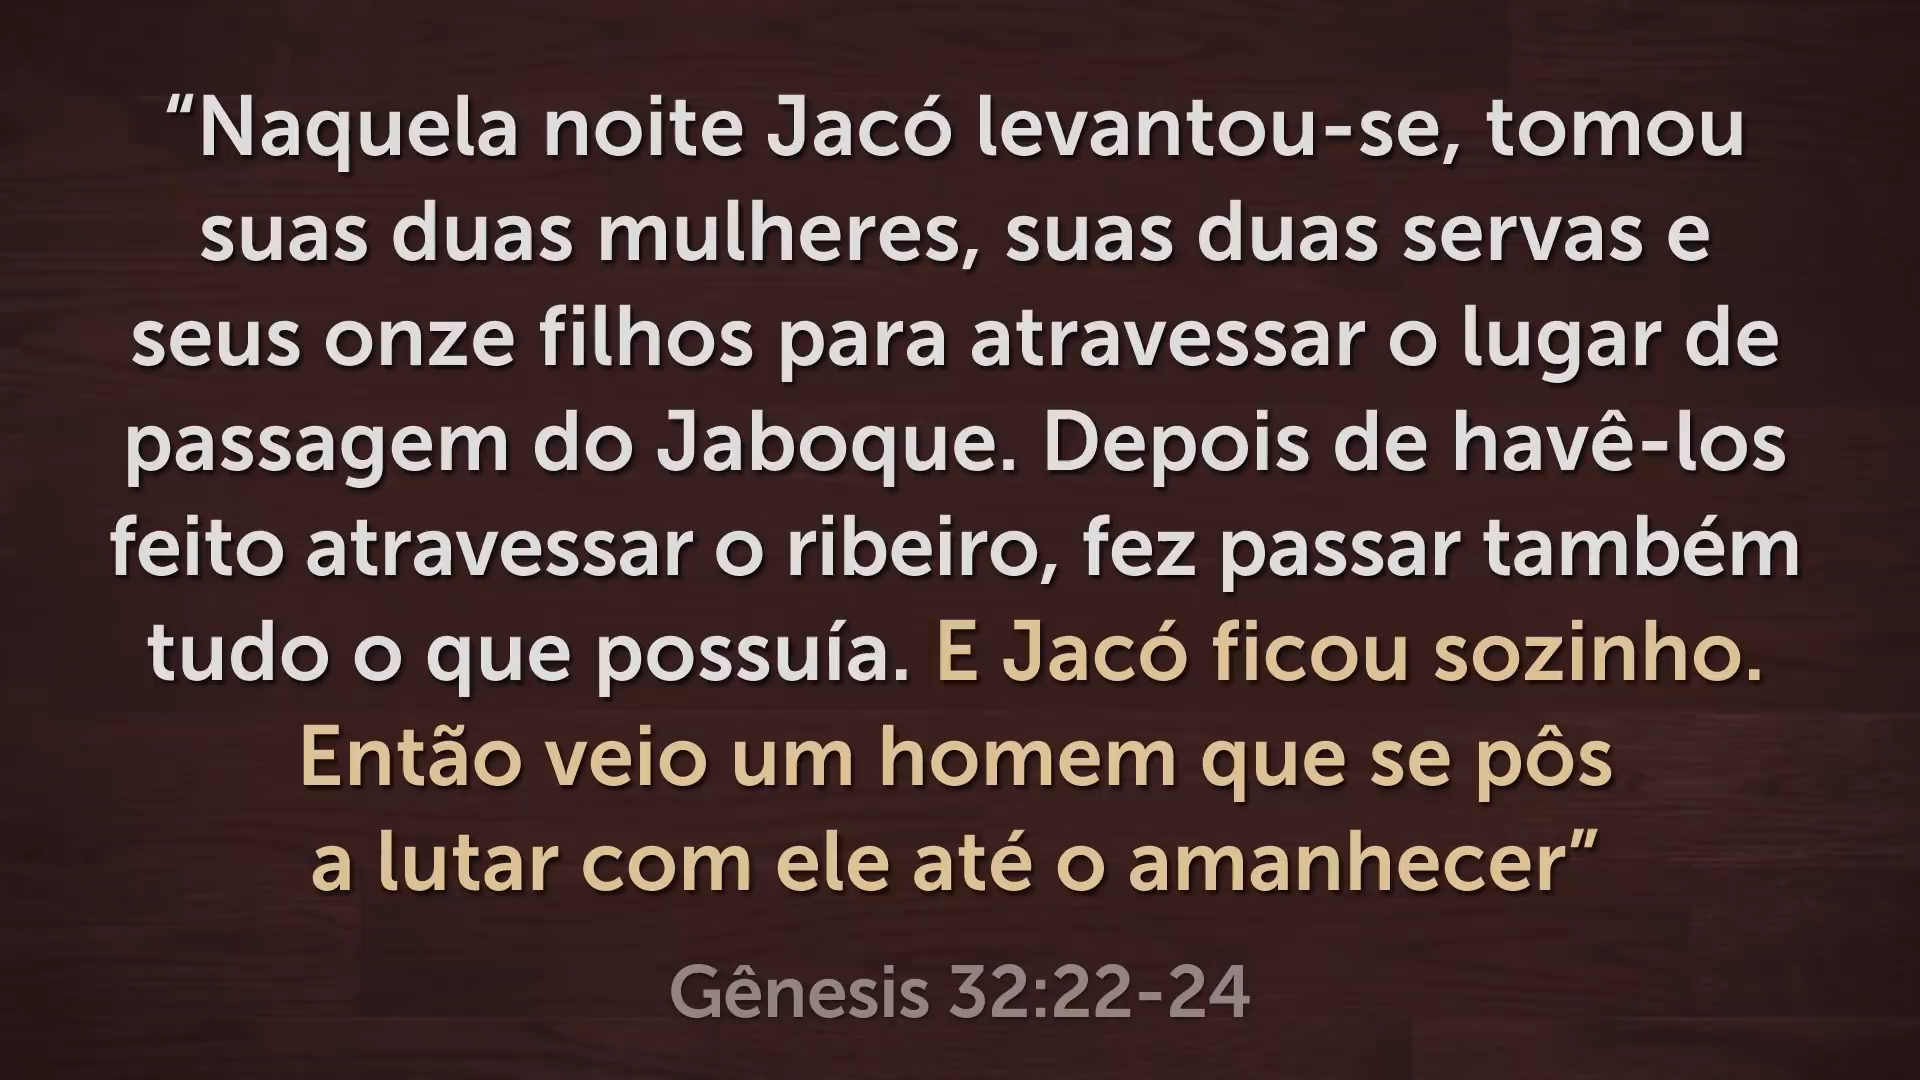 “Naquela noite Jacó levantou-se, tomou
suas duas mulheres, suas duas servas e
seus onze filhos para atravessar o lugar de
passagem do Jaboque. Depois de havê-los
feito atravessar o ribeiro, fez passar também
tudo o que possuía. E Jacó ficou sozinho.
Então veio um homem que se pôs
a lutar com ele até o amanhecer”
Gênesis 32:22-24